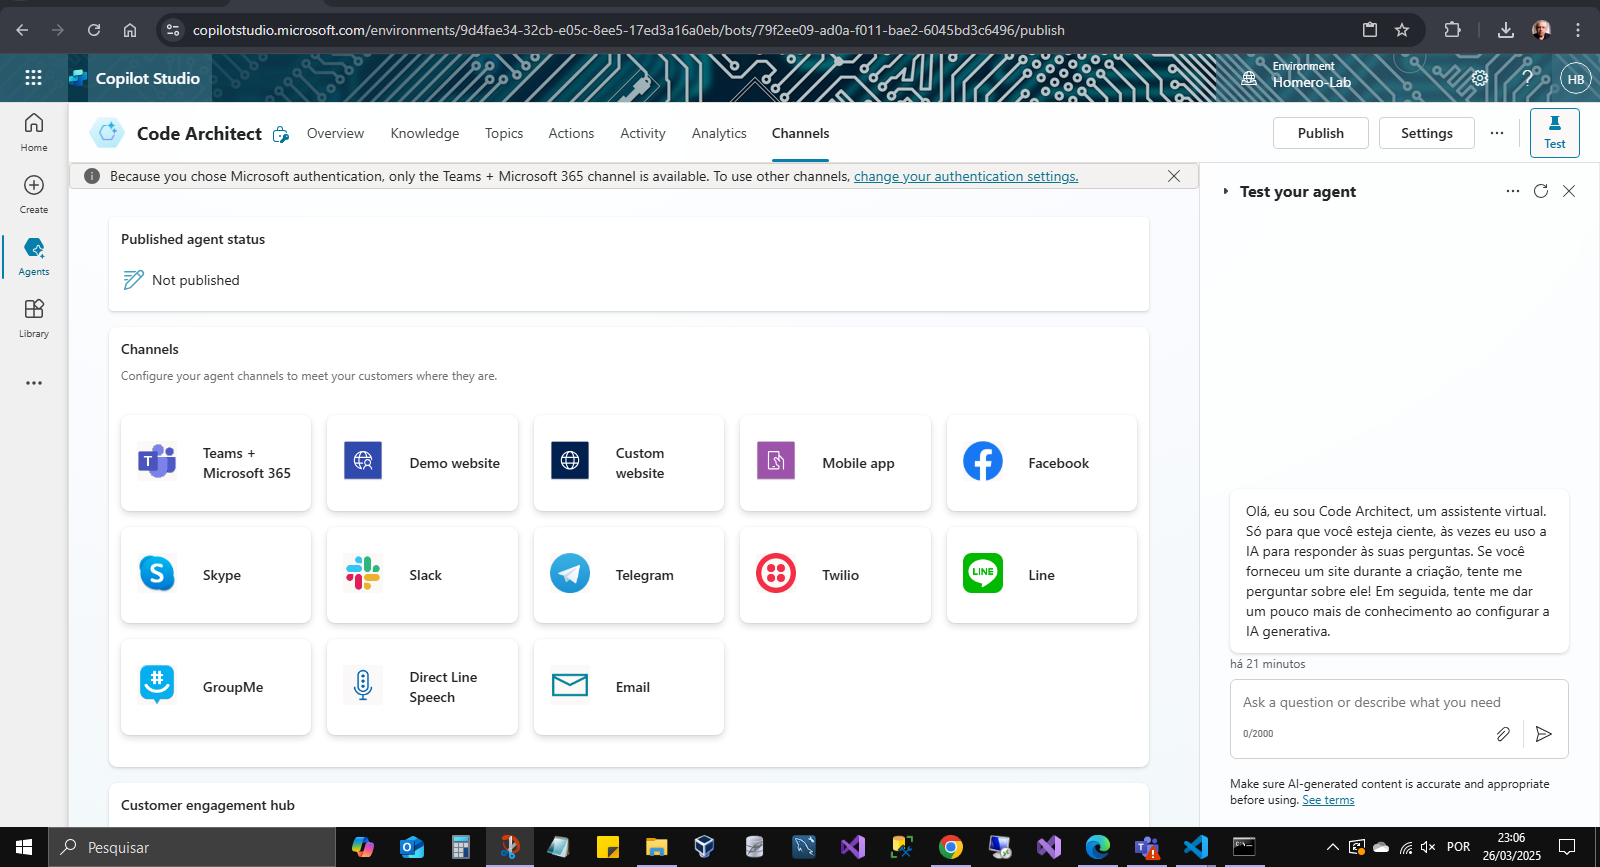 copilotstudio.microsoft.com/environments/9d4fae34-32cb-e05c-8ee5-17ed3a16a0eb/bots/79f2ee09-ad0a-f011-bae2-6045bd3c6496/publish
Copilot Studio
Environment
Homero-Lab
HB
Home
Create
Agents
Library
Code Architect
Overview
Knowledge
Topics
Actions
Activity
Analytics
Channels
Publish
Settings
Test
Because you chose Microsoft authentication, only the Teams + Microsoft 365 channel is available. To use other channels, change your authentication settings.
Published agent status
Not published
Channels
Configure your agent channels to meet your customers where they are.
Teams +
Microsoft 365
Demo website
Custom
website
Mobile app
Facebook
Skype
Slack
Telegram
Twilio
LINE
Line
GroupMe
Direct Line
Speech
Email
Customer engagement hub
Test your agent
Olá, eu sou Code Architect, um assistente virtual.
Só para que você esteja ciente, às vezes eu uso a
IA para responder às suas perguntas. Se você
forneceu um site durante a criação, tente me
perguntar sobre ele! Em seguida, tente me dar
um pouco mais de conhecimento ao configurar a
IA generativa.
há 21 minutos
Ask a question or describe what you need
0/2000
Make sure AI-generated content is accurate and appropriate
before using. See terms
Pesquisar
POR
23:06
26/03/2025